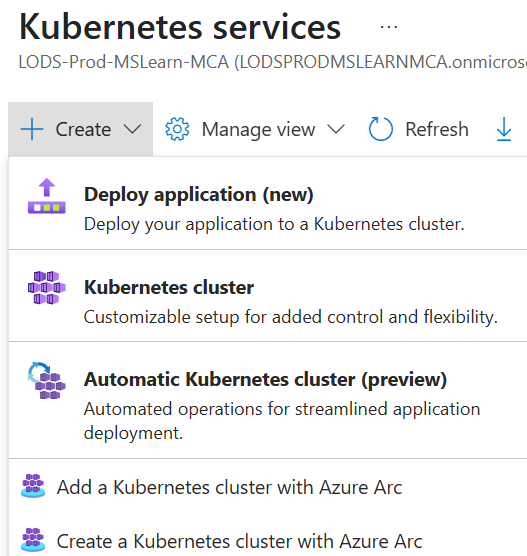 Kubernetes services ...
LODS-Prod-MSLearn-MCA (LODSPRODMSLEARNMCA.onmicros
Create Manage view Refresh
Deploy application (new)
Deploy your application to a Kubernetes cluster.
Kubernetes cluster
Customizable setup for added control and flexibility.
Automatic Kubernetes cluster (preview)
Automated operations for streamlined application
deployment.
Add a Kubernetes cluster with Azure Arc
Create a Kubernetes cluster with Azure Arc